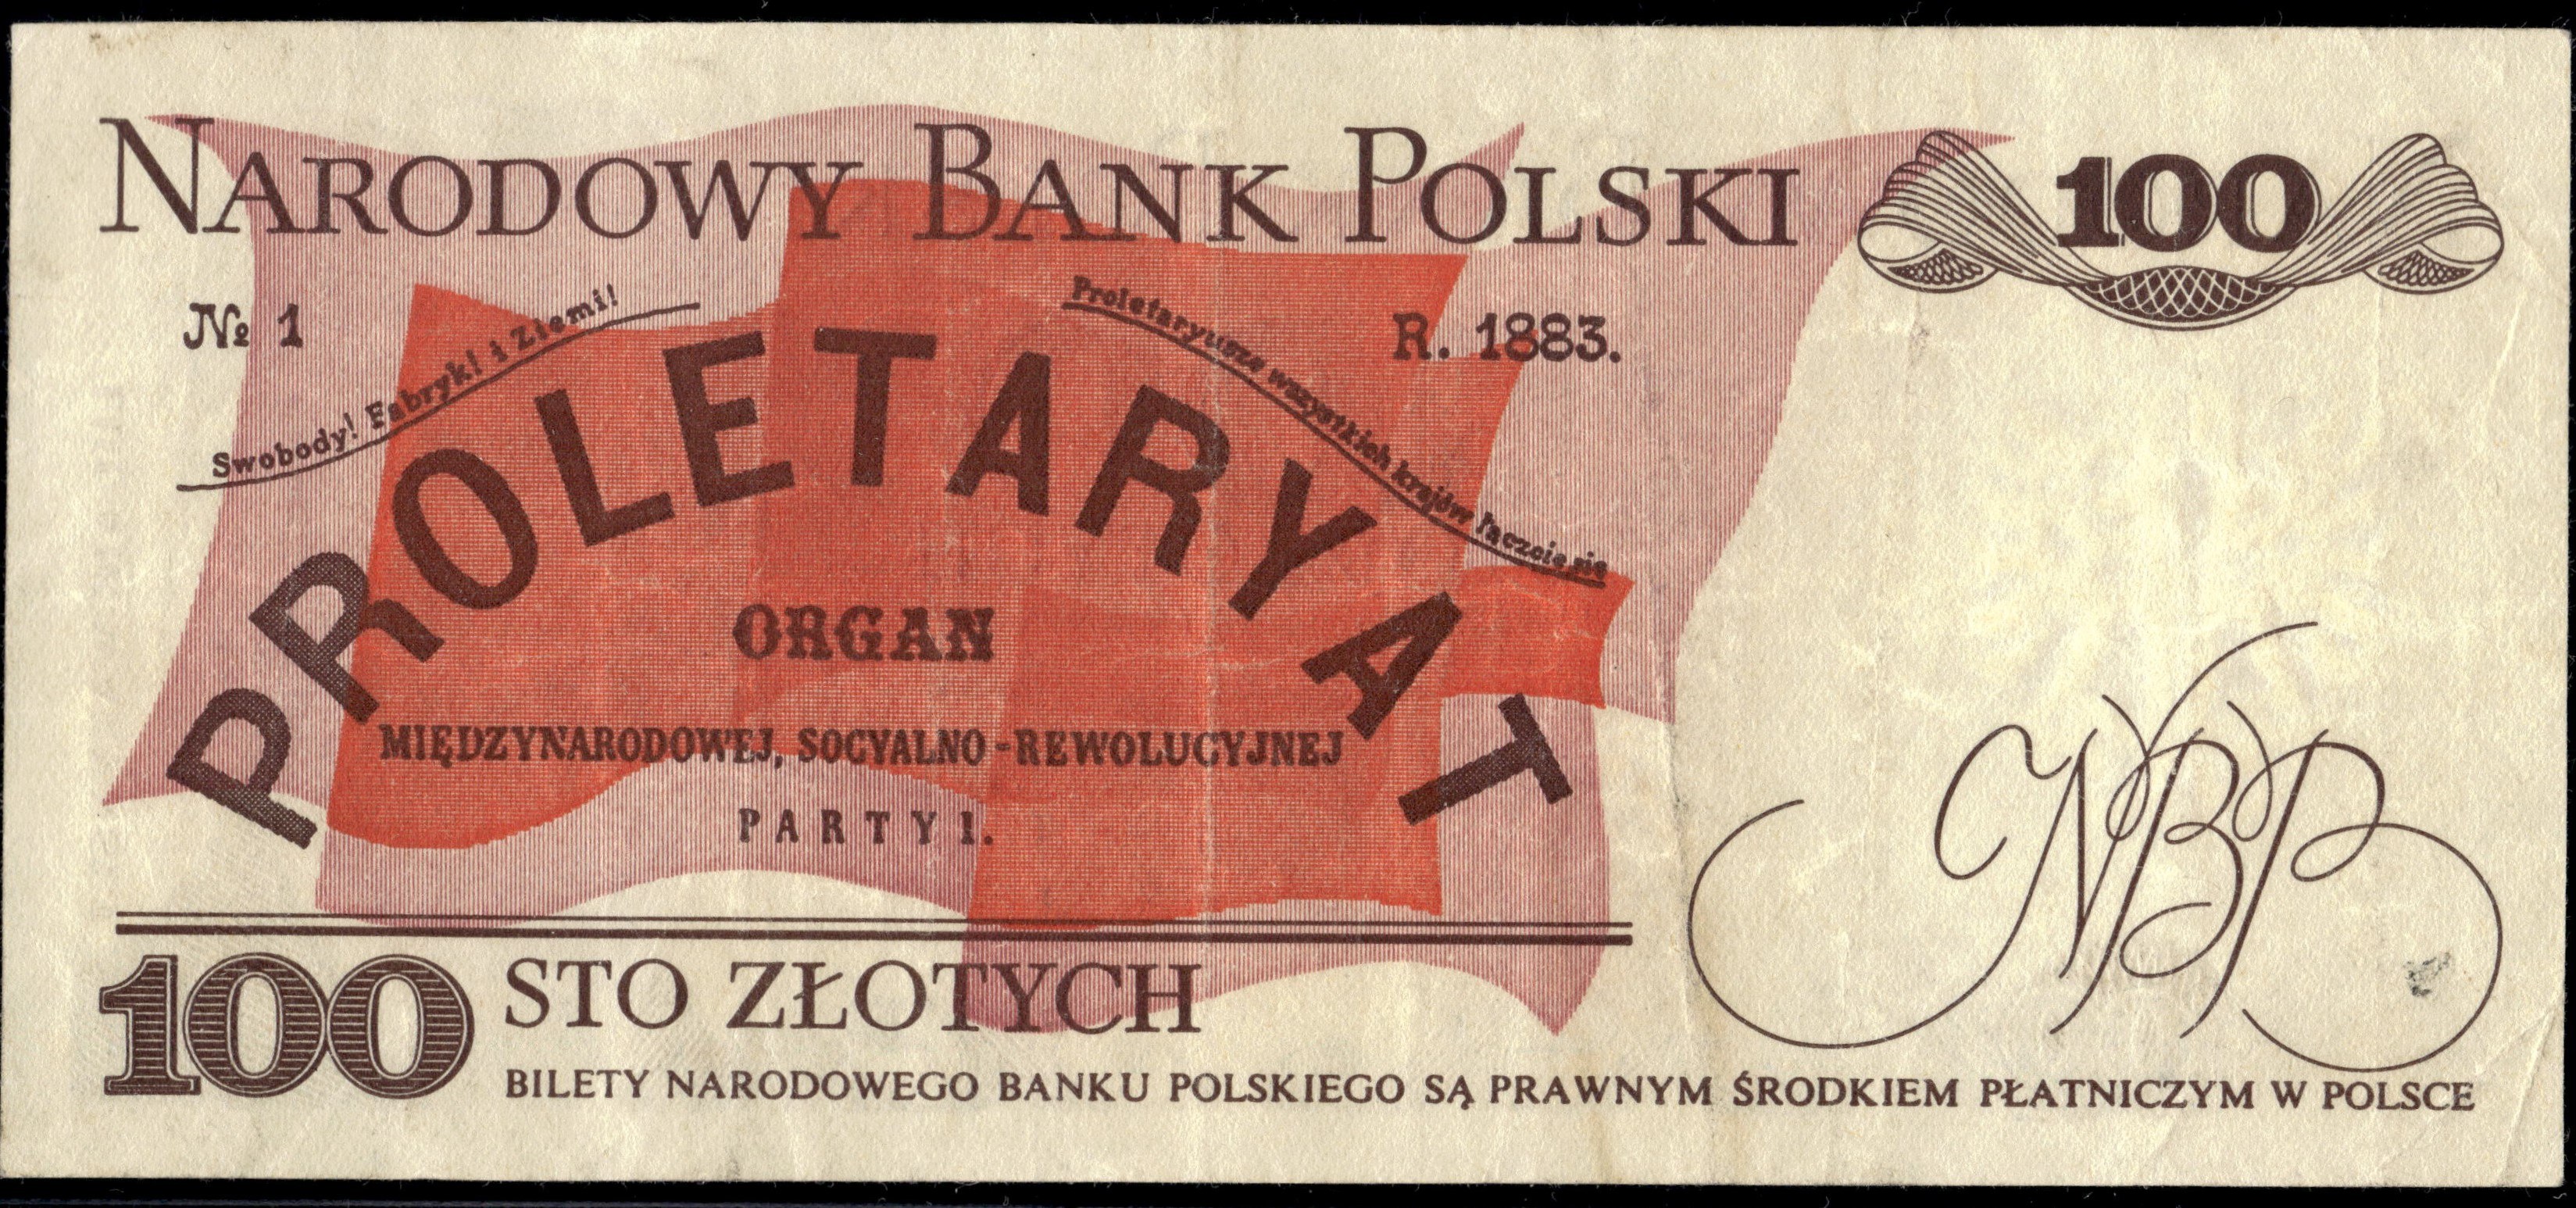 NARODOWY BANK POLSKI
100
№ 1
Swobody! Fabryk! i Ziemi!
Proletaryusze wszystkich krajów łączcie się
R. 1883.
PROLETARYAT
ORGAN
MIĘDZYNARODOWEJ, SOCYALNO-REWOLUCYJNEJ
PARTYI.
NBP
100
STO ZŁOTYCH
BILETY NARODOWEGO BANKU POLSKIEGO SĄ PRAWNYM ŚRODKIEM PŁATNICZYM W POLSCE